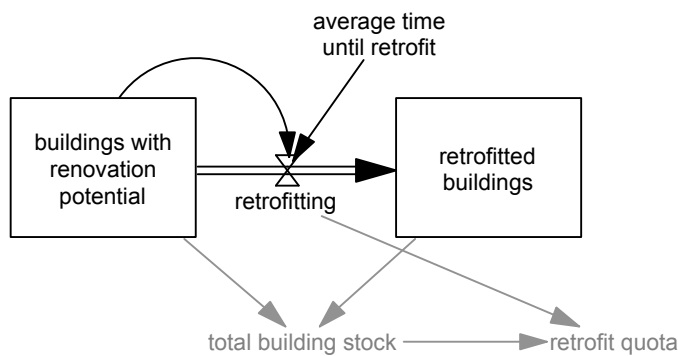 average time
until retrofit
buildings with
renovation
potential
retrofitted
buildings
retrofitting
total building stock
retrofit quota